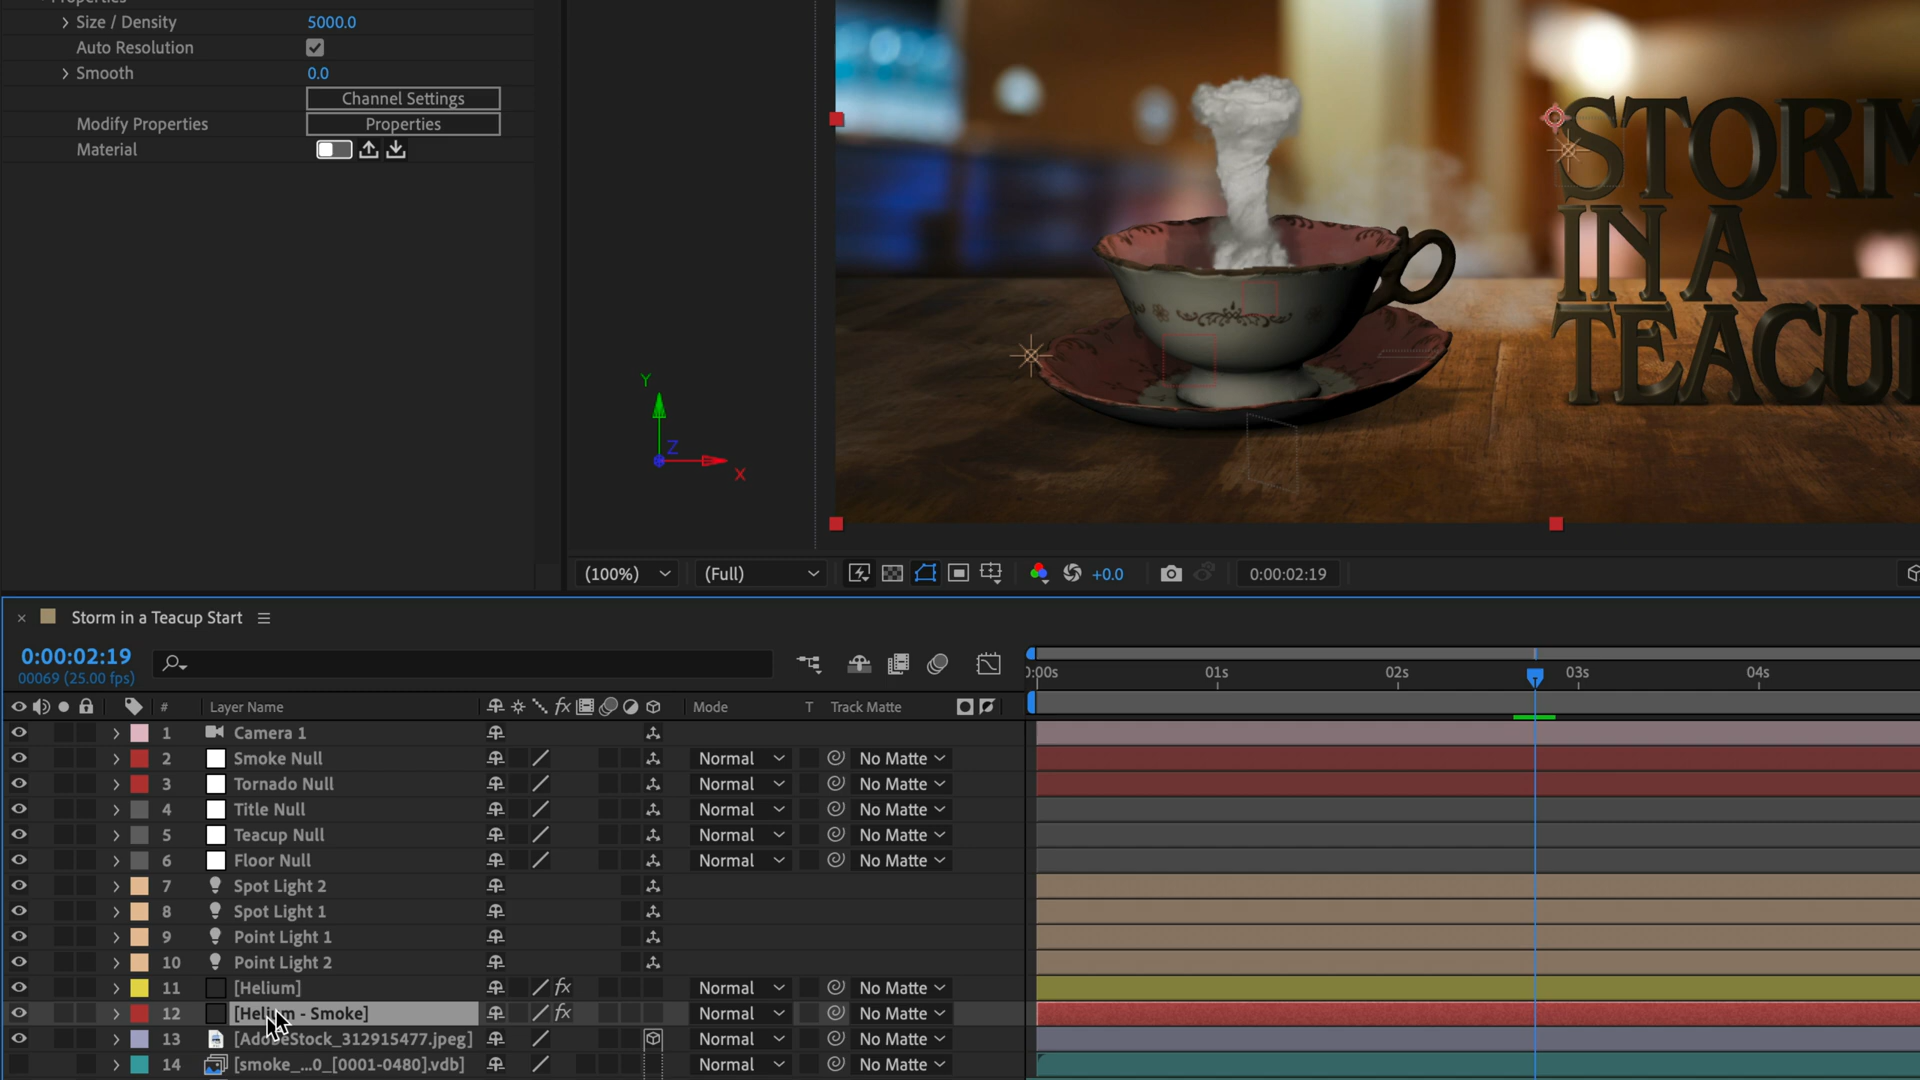 Size / Density 5000.0
Auto Resolution
Smooth 0.0
Channel Settings
Modify Properties Properties
Material
STORM
IN A
TEACU
Y
Z
X
(100%) (Full) +0.0 0:00:02:19
Storm in a Teacup Start
0:00:02:19
00069 (25.00 fps)
0:00s 01s 02s 03s 04s
# Layer Name fx Mode T Track Matte
1 Camera 1
2 Smoke Null Normal No Matte
3 Tornado Null Normal No Matte
4 Title Null Normal No Matte
5 Teacup Null Normal No Matte
6 Floor Null Normal No Matte
7 Spot Light 2
8 Spot Light 1
9 Point Light 1
10 Point Light 2
11 [Helium] fx Normal No Matte
12 [Helium - Smoke] fx Normal No Matte
13 [AdobeStock_312915477.jpeg] Normal No Matte
14 [smoke_...0_[0001-0480].vdb] Normal No Matte